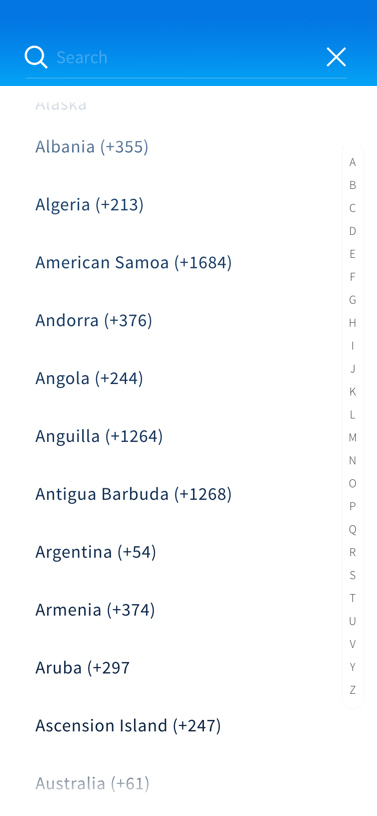 Search
Alaska
Albania (+355)
Algeria (+213)
American Samoa (+1684)
Andorra (+376)
Angola (+244)
Anguilla (+1264)
Antigua Barbuda (+1268)
Argentina (+54)
Armenia (+374)
Aruba (+297
Ascension Island (+247)
Australia (+61)
A
B
C
D
E
F
G
H
I
J
K
L
M
N
O
P
Q
R
S
T
U
V
Y
Z